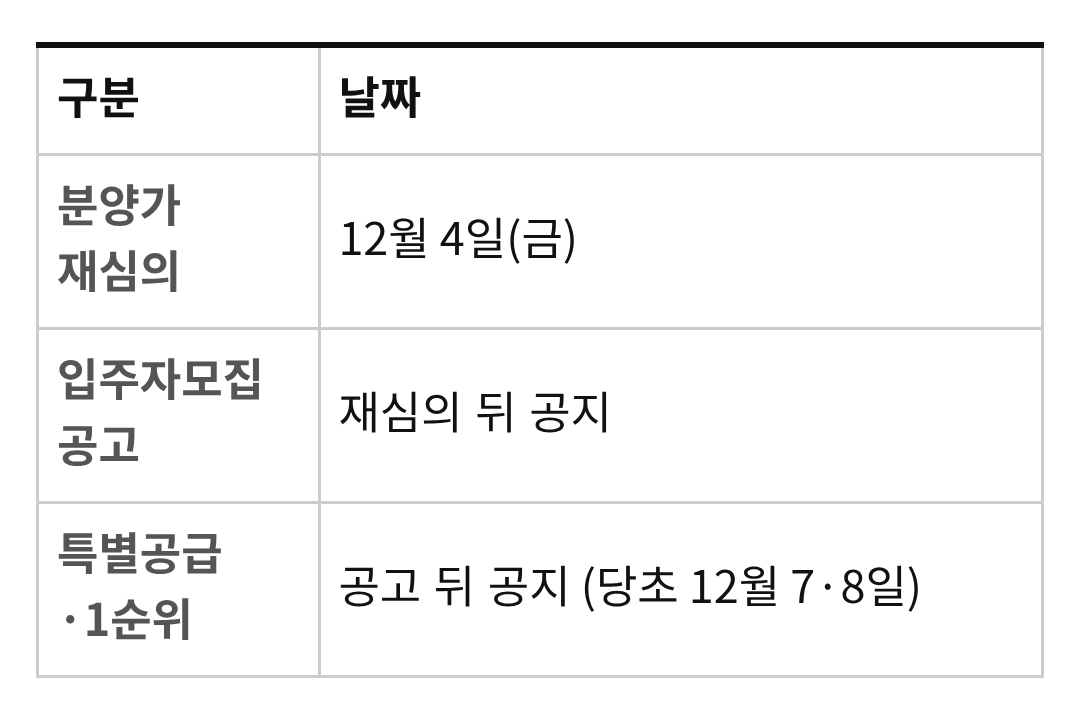 구분
날짜
분양가
재심의
12월 4일(금)
입주자모집
공고
재심의 뒤 공지
특별공급
·1순위
공고 뒤 공지 (당초 12월 7·8일)